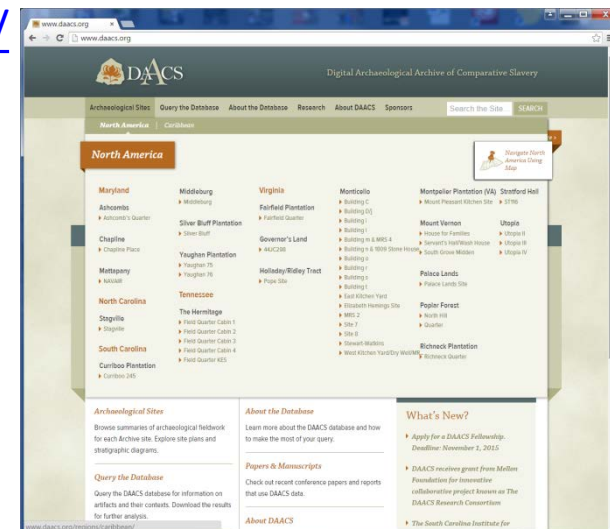 y
www.daacs.org
www.daacs.org
DAACS
Digital Archaeological Archive of Comparative Slavery
Archaeological Sites Query the Database About the Database Research About DAACS Sponsors Search the Site SEARCH
North America | Caribbean
North America
Navigate North
America Using
Map
Maryland
Ashcombs
Ashcomb's Quarter
Chapline
Chapline Place
Mattapany
North Carolina
Stagville
Stagville
South Carolina
Curriboo Plantation
Curriboo 245
Middleburg
Middleburg
Silver Bluff Plantation
Silver Bluff
Yaughan Plantation
Yaughan 75
Yaughan 76
Tennessee
The Hermitage
Field Quarter Cabin 1
Field Quarter Cabin 2
Field Quarter Cabin 3
Field Quarter Cabin 4
Field Quarter KES
Virginia
Fairfield Plantation
Fairfield Quarter
Governor's Land
44JC298
Holladay/Ridley Tract
Pope Site
Monticello
Building C
Building D/j
Building i
Building l
Building m & MRS 4
Building n & 1809 Stone House
Building o
Building r
Building s
Building t
East Kitchen Yard
Elizabeth Hemings Site
MRS 2
Site 7
Site 8
Stewart-Watkins
West Kitchen Yard/Dry Well/MRS
Montpelier Plantation (VA)
Mount Pleasant Kitchen Site
Mount Vernon
House for Families
Servant's Hall/Wash House
South Grove Midden
Palace Lands
Palace Lands Site
Poplar Forest
North Hill
Quarter
Richneck Plantation
Richneck Quarter
Stratford Hall
ST116
Utopia
Utopia II
Utopia III
Utopia IV
Archaeological Sites
Browse summaries of archaeological fieldwork
for each Archive site. Explore site plans and
stratigraphic diagrams.
Query the Database
Query the DAACS database for information on
artifacts and their contexts. Download the results
for further analysis.
About the Database
Learn more about the DAACS database and how
to make the most of your query.
Papers & Manuscripts
Check out recent conference papers and reports
that use DAACS data.
About DAACS
What's New?
Apply for a DAACS Fellowship.
Deadline: November 1, 2015
DAACS receives grant from Mellon
Foundation for innovative
collaborative project known as The
DAACS Research Consortium
The South Carolina Institute for
www.daacs.org/regions/caribbean/